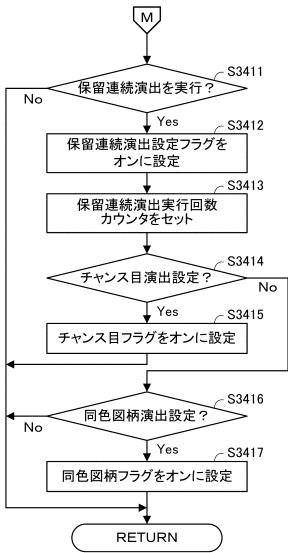 M
S3411
保留連続演出を実行？
No
Yes
S3412
保留連続演出設定フラグを
オンに設定
S3413
保留連続演出実行回数
カウンタをセット
S3414
チャンス目演出設定？
No
Yes
S3415
チャンス目フラグをオンに設定
S3416
同色図柄演出設定？
No
Yes
S3417
同色図柄フラグをオンに設定
RETURN